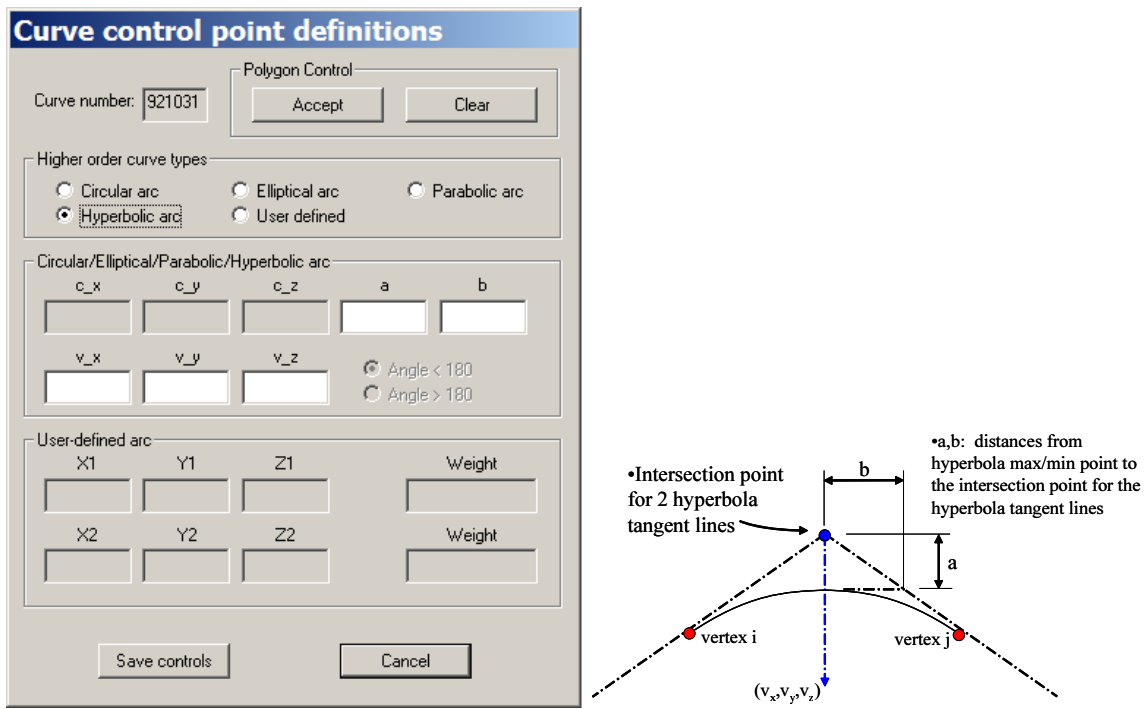 Curve control point definitions
Polygon Control
Curve number: 921031 Accept Clear
Higher order curve types
Circular arc Elliptical arc Parabolic arc
Hyperbolic arc User defined
Circular/Elliptical/Parabolic/Hyperbolic arc
c_x c_y c_z a b
v_x v_y v_z
Angle < 180
Angle > 180
User-defined arc
X1 Y1 Z1 Weight
X2 Y2 Z2 Weight
Save controls Cancel
•Intersection point
for 2 hyperbola
tangent lines
b
•a,b: distances from
hyperbola max/min point to
the intersection point for the
hyperbola tangent lines
a
vertex i
vertex j
(vx,vy,vz)